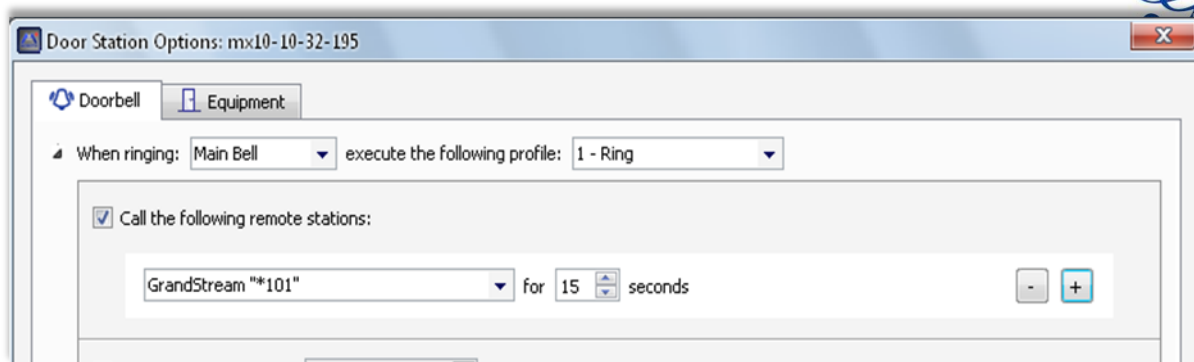 Door Station Options: mx10-10-32-195
Doorbell Equipment
When ringing: Main Bell execute the following profile: 1 - Ring
Call the following remote stations:
GrandStream "*101" for 15 seconds - +